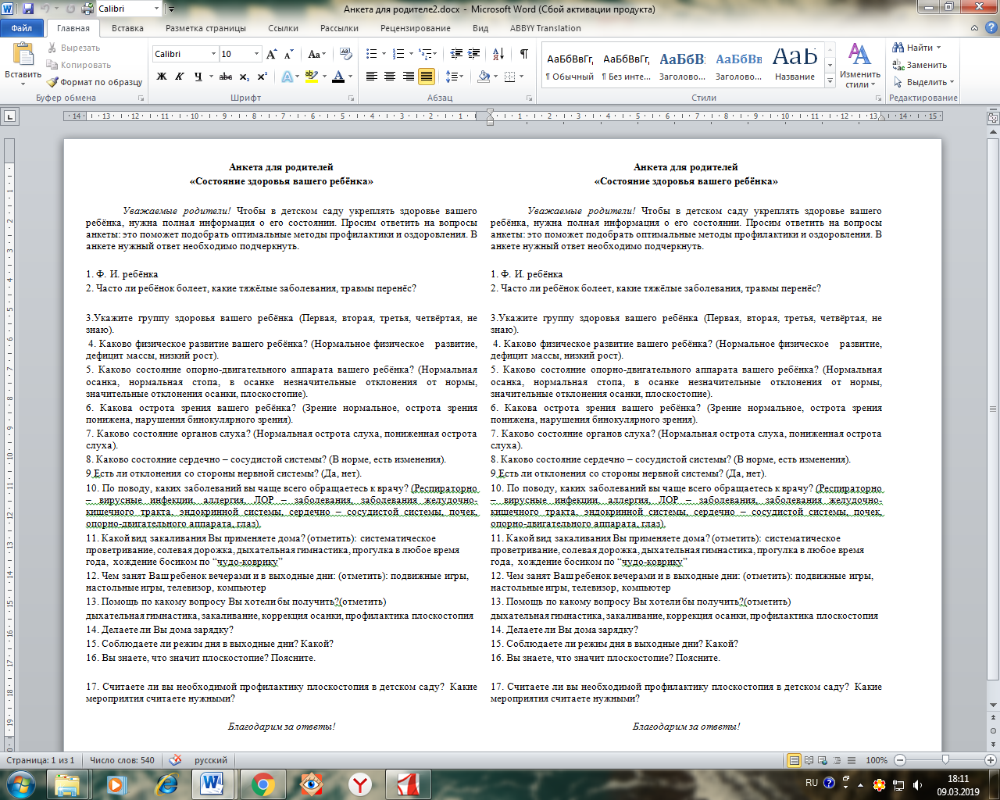 Анкета для родителе2.docx - Microsoft Word (Сбой активации продукта)
Calibri
Файл Главная Вставка Разметка страницы Ссылки Рассылки Рецензирование Вид ABBYY Translation
Вставить
Вырезать
Копировать
Формат по образцу
Буфер обмена
Calibri 10
Ж К Ч abc x₂ x²
Шрифт
Абзац
АаБбВвГг, АаБбВвГг, АаБбВ АаБбВв АаБ
¶ Обычный ¶ Без инте... Заголово... Заголово... Название
Стили
Изменить стили
Найти
Заменить
Выделить
Редактирование
Анкета для родителей
«Состояние здоровья вашего ребёнка»
Уважаемые родители! Чтобы в детском саду укреплять здоровье вашего
ребёнка, нужна полная информация о его состоянии. Просим ответить на вопросы
анкеты: это поможет подобрать оптимальные методы профилактики и оздоровления. В
анкете нужный ответ необходимо подчеркнуть.
1. Ф. И. ребёнка
2. Часто ли ребёнок болеет, какие тяжёлые заболевания, травмы перенёс?
3.Укажите группу здоровья вашего ребёнка (Первая, вторая, третья, четвёртая, не
знаю).
4. Каково физическое развитие вашего ребёнка? (Нормальное физическое развитие,
дефицит массы, низкий рост).
5. Каково состояние опорно-двигательного аппарата вашего ребёнка? (Нормальная
осанка, нормальная стопа, в осанке незначительные отклонения от нормы,
значительные отклонения осанки, плоскостопие).
6. Какова острота зрения вашего ребёнка? (Зрение нормальное, острота зрения
понижена, нарушения бинокулярного зрения).
7. Каково состояние органов слуха? (Нормальная острота слуха, пониженная острота
слуха).
8. Каково состояние сердечно – сосудистой системы? (В норме, есть изменения).
9.Есть ли отклонения со стороны нервной системы? (Да, нет).
10. По поводу, каких заболеваний вы чаще всего обращаетесь к врачу? (Респираторно
– вирусные инфекции, аллергия, ЛОР – заболевания, заболевания желудочно-
кишечного тракта, эндокринной системы, сердечно – сосудистой системы, почек,
опорно-двигательного аппарата, глаз).
11. Какой вид закаливания Вы применяете дома? (отметить): систематическое
проветривание, солевая дорожка, дыхательная гимнастика, прогулка в любое время
года, хождение босиком по “чудо-коврику”
12. Чем занят Ваш ребенок вечерами и в выходные дни: (отметить): подвижные игры,
настольные игры, телевизор, компьютер
13. Помощь по какому вопросу Вы хотели бы получить?(отметить)
дыхательная гимнастика, закаливание, коррекция осанки, профилактика плоскостопия
14. Делаете ли Вы дома зарядку?
15. Соблюдаете ли режим дня в выходные дни? Какой?
16. Вы знаете, что значит плоскостопие? Поясните.
17. Считаете ли вы необходимой профилактику плоскостопия в детском саду? Какие
мероприятия считаете нужными?
Благодарим за ответы!
Анкета для родителей
«Состояние здоровья вашего ребёнка»
Уважаемые родители! Чтобы в детском саду укреплять здоровье вашего
ребёнка, нужна полная информация о его состоянии. Просим ответить на вопросы
анкеты: это поможет подобрать оптимальные методы профилактики и оздоровления. В
анкете нужный ответ необходимо подчеркнуть.
1. Ф. И. ребёнка
2. Часто ли ребёнок болеет, какие тяжёлые заболевания, травмы перенёс?
3.Укажите группу здоровья вашего ребёнка (Первая, вторая, третья, четвёртая, не
знаю).
4. Каково физическое развитие вашего ребёнка? (Нормальное физическое развитие,
дефицит массы, низкий рост).
5. Каково состояние опорно-двигательного аппарата вашего ребёнка? (Нормальная
осанка, нормальная стопа, в осанке незначительные отклонения от нормы,
значительные отклонения осанки, плоскостопие).
6. Какова острота зрения вашего ребёнка? (Зрение нормальное, острота зрения
понижена, нарушения бинокулярного зрения).
7. Каково состояние органов слуха? (Нормальная острота слуха, пониженная острота
слуха).
8. Каково состояние сердечно – сосудистой системы? (В норме, есть изменения).
9.Есть ли отклонения со стороны нервной системы? (Да, нет).
10. По поводу, каких заболеваний вы чаще всего обращаетесь к врачу? (Респираторно
– вирусные инфекции, аллергия, ЛОР – заболевания, заболевания желудочно-
кишечного тракта, эндокринной системы, сердечно – сосудистой системы, почек,
опорно-двигательного аппарата, глаз).
11. Какой вид закаливания Вы применяете дома? (отметить): систематическое
проветривание, солевая дорожка, дыхательная гимнастика, прогулка в любое время
года, хождение босиком по “чудо-коврику”
12. Чем занят Ваш ребенок вечерами и в выходные дни: (отметить): подвижные игры,
настольные игры, телевизор, компьютер
13. Помощь по какому вопросу Вы хотели бы получить?(отметить)
дыхательная гимнастика, закаливание, коррекция осанки, профилактика плоскостопия
14. Делаете ли Вы дома зарядку?
15. Соблюдаете ли режим дня в выходные дни? Какой?
16. Вы знаете, что значит плоскостопие? Поясните.
17. Считаете ли вы необходимой профилактику плоскостопия в детском саду? Какие
мероприятия считаете нужными?
Благодарим за ответы!
Страница: 1 из 1 Число слов: 540 русский 100%
RU 18:11
09.03.2019